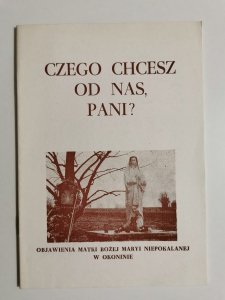 CZEGO CHCESZ
OD NAS,
PANI?
OBJAWIENIA MATKI BOŻEJ MARYI NIEPOKALANEJ
W OKONINIE